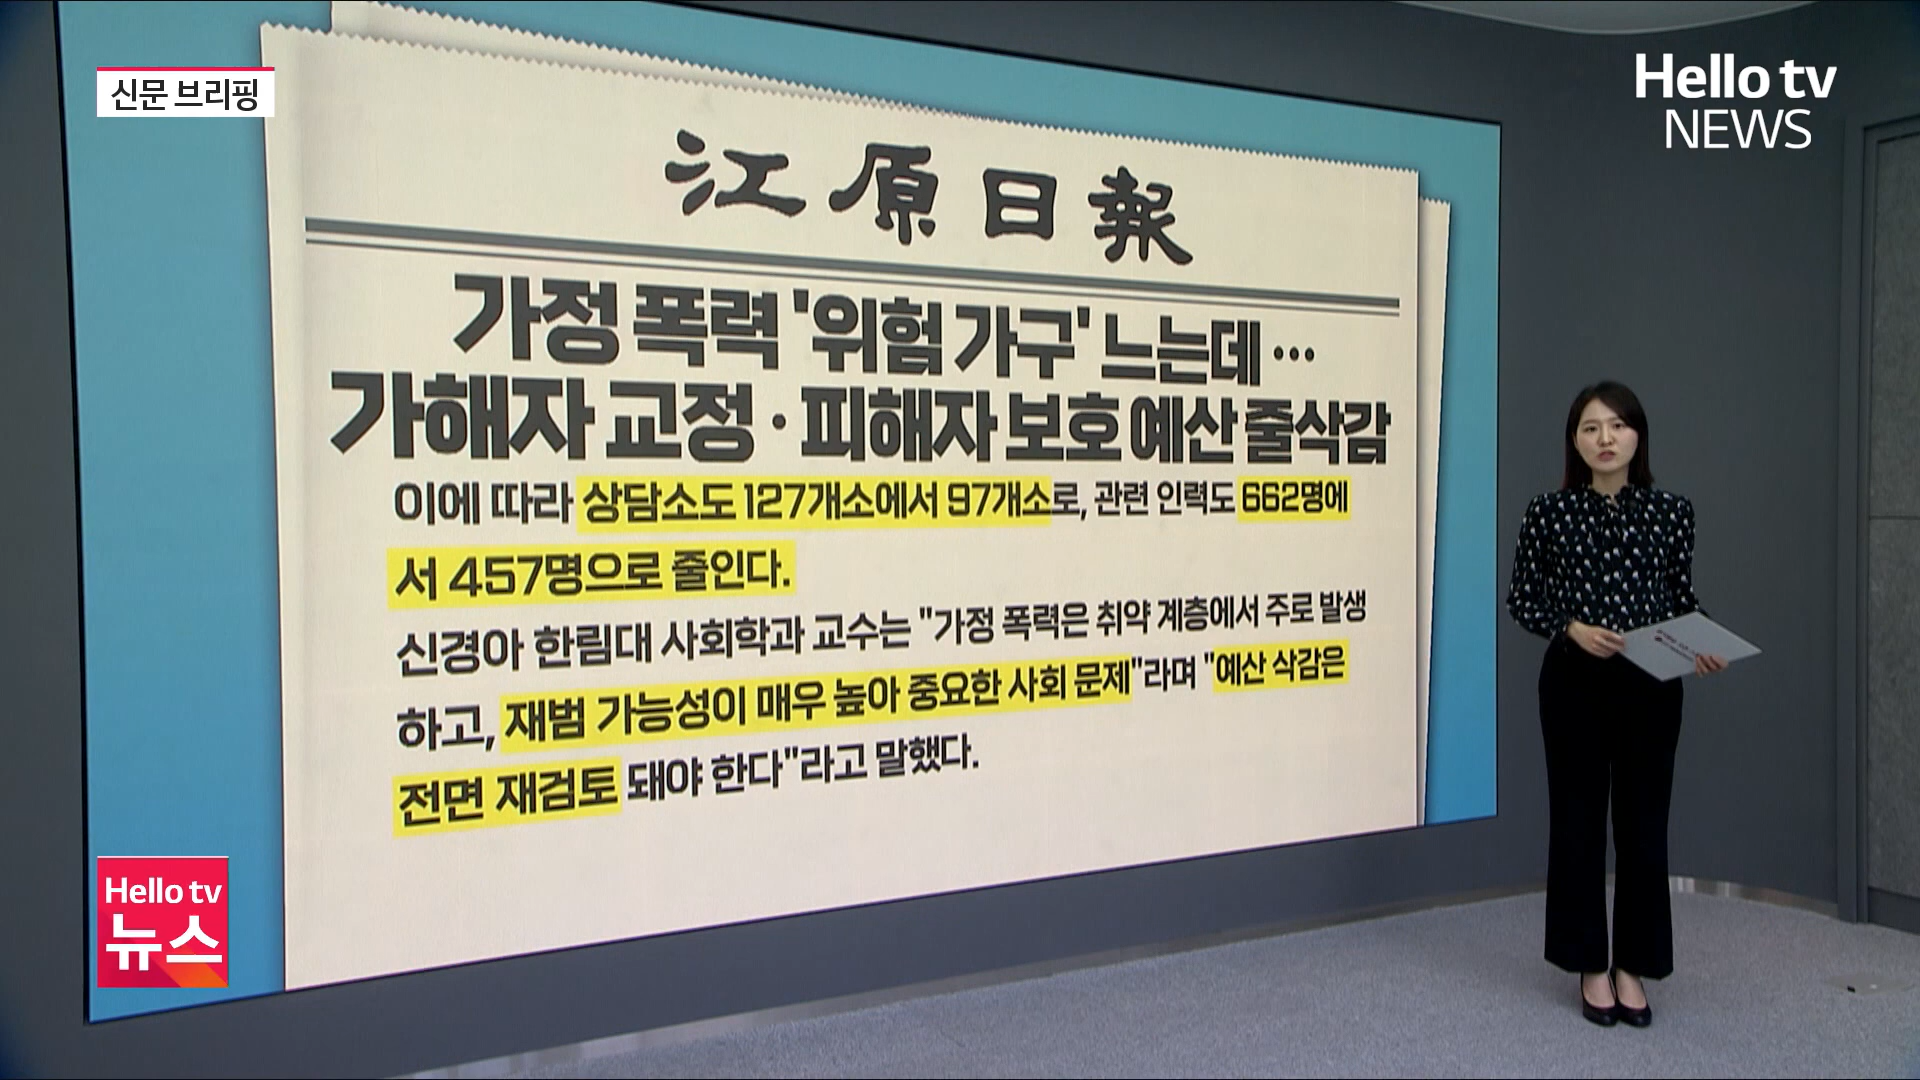 신문 브리핑
Hello tv
NEWS
江原日報
가정 폭력 '위험 가구' 느는데…
가해자 교정·피해자 보호 예산 줄삭감
이에 따라 상담소도 127개소에서 97개소로, 관련 인력도 662명에
서 457명으로 줄인다.
신경아 한림대 사회학과 교수는 "가정 폭력은 취약 계층에서 주로 발생
하고, 재범 가능성이 매우 높아 중요한 사회 문제"라며 "예산 삭감은
전면 재검토 돼야 한다"라고 말했다.
Hello tv
뉴스